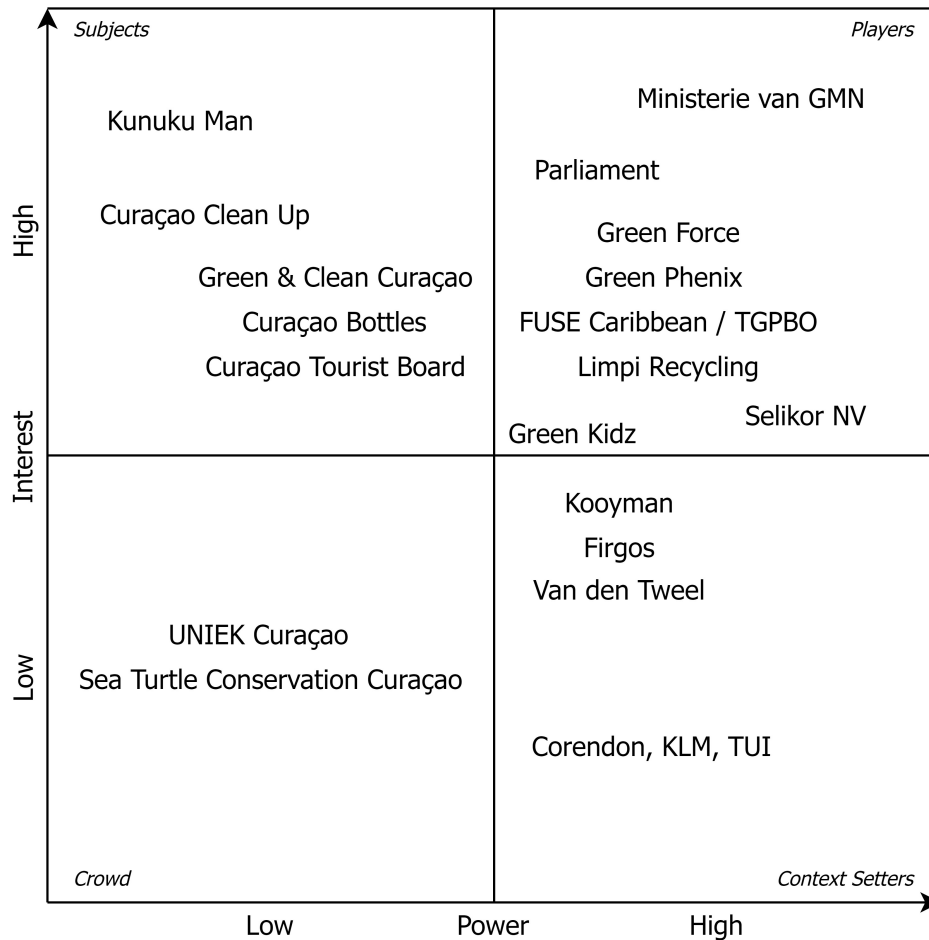 Subjects
Players
Ministerie van GMN
Kunuku Man
Parliament
Curaçao Clean Up
Green Force
Green & Clean Curaçao
Green Phenix
Curaçao Bottles
FUSE Caribbean / TGPBO
Curaçao Tourist Board
Limpi Recycling
Selikor NV
Green Kidz
High
Interest
Low
Kooyman
Firgos
Van den Tweel
UNIEK Curaçao
Sea Turtle Conservation Curaçao
Corendon, KLM, TUI
Crowd
Context Setters
Low
Power
High